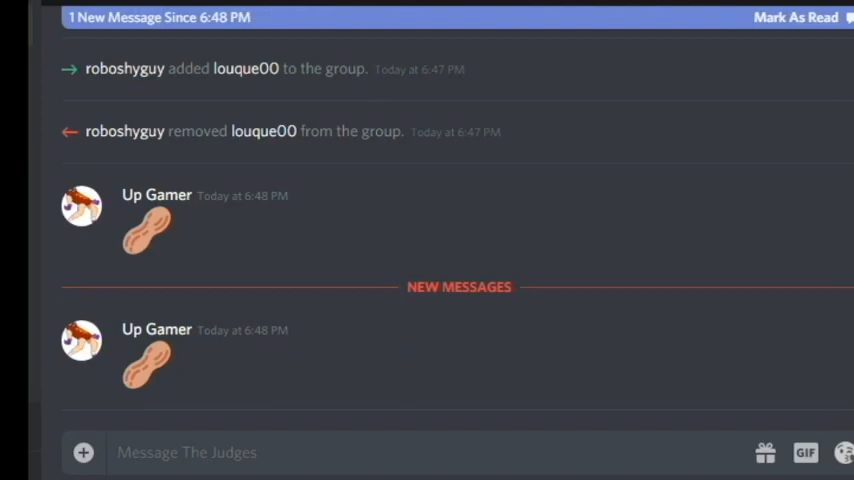 1 New Message Since 6:48 PM Mark As Read
roboshyguy added louque00 to the group. Today at 6:47 PM
roboshyguy removed louque00 from the group. Today at 6:47 PM
Up Gamer Today at 6:48 PM
NEW MESSAGES
Up Gamer Today at 6:48 PM
Message The Judges GIF